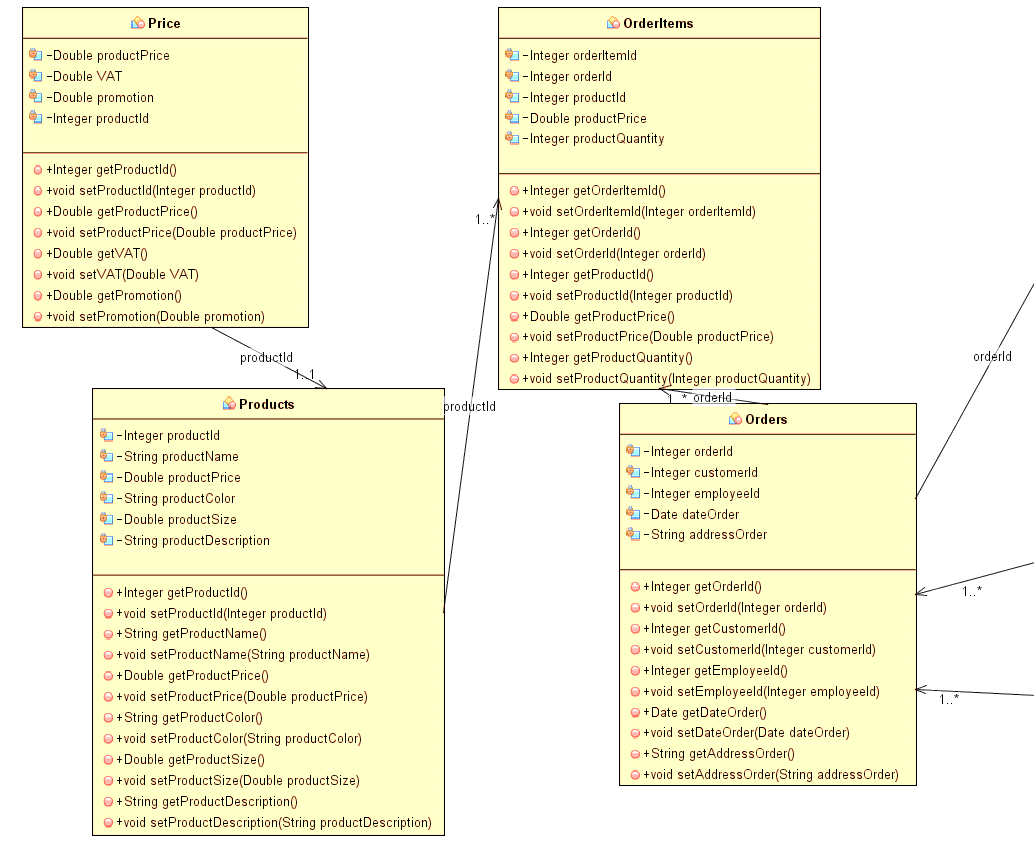 Price
-Double productPrice
-Double VAT
-Double promotion
-Integer productId
+Integer getProductId()
+void setProductId(Integer productId)
+Double getProductPrice()
+void setProductPrice(Double productPrice)
+Double getVAT()
+void setVAT(Double VAT)
+Double getPromotion()
+void setPromotion(Double promotion)
productId
1..1
Products
-Integer productId
-String productName
-Double productPrice
-String productColor
-Double productSize
-String productDescription
+Integer getProductId()
+void setProductId(Integer productId)
+String getProductName()
+void setProductName(String productName)
+Double getProductPrice()
+void setProductPrice(Double productPrice)
+String getProductColor()
+void setProductColor(String productColor)
+Double getProductSize()
+void setProductSize(Double productSize)
+String getProductDescription()
+void setProductDescription(String productDescription)
productId
1..*
OrderItems
-Integer orderItemId
-Integer orderId
-Integer productId
-Double productPrice
-Integer productQuantity
+Integer getOrderItemId()
+void setOrderItemId(Integer orderItemId)
+Integer getOrderId()
+void setOrderId(Integer orderId)
+Integer getProductId()
+void setProductId(Integer productId)
+Double getProductPrice()
+void setProductPrice(Double productPrice)
+Integer getProductQuantity()
+void setProductQuantity(Integer productQuantity)
1..* orderId
Orders
-Integer orderId
-Integer customerId
-Integer employeeId
-Date dateOrder
-String addressOrder
+Integer getOrderId()
+void setOrderId(Integer orderId)
+Integer getCustomerId()
+void setCustomerId(Integer customerId)
+Integer getEmployeeId()
+void setEmployeeId(Integer employeeId)
+Date getDateOrder()
+void setDateOrder(Date dateOrder)
+String getAddressOrder()
+void setAddressOrder(String addressOrder)
orderId
1..*
1..*